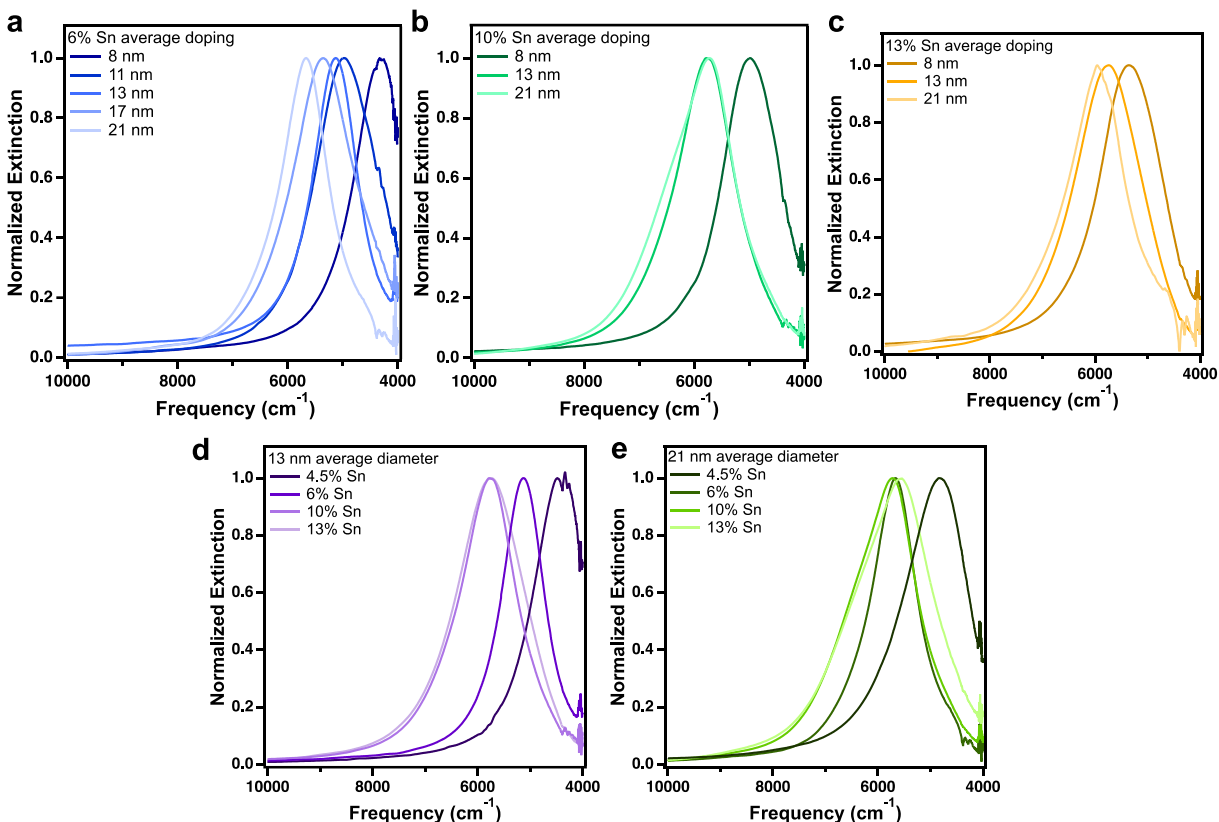 a
6% Sn average doping
8 nm
11 nm
13 nm
17 nm
21 nm
1.0
0.8
0.6
0.4
0.2
0.0
Normalized Extinction
10000 8000 6000 4000
Frequency (cm⁻¹)
b
10% Sn average doping
8 nm
13 nm
21 nm
1.0
0.8
0.6
0.4
0.2
0.0
Normalized Extinction
10000 8000 6000 4000
Frequency (cm⁻¹)
c
13% Sn average doping
8 nm
13 nm
21 nm
1.0
0.8
0.6
0.4
0.2
0.0
Normalized Extinction
10000 8000 6000 4000
Frequency (cm⁻¹)
d
13 nm average diameter
4.5% Sn
6% Sn
10% Sn
13% Sn
1.0
0.8
0.6
0.4
0.2
0.0
Normalized Extinction
10000 8000 6000 4000
Frequency (cm⁻¹)
e
21 nm average diameter
4.5% Sn
6% Sn
10% Sn
13% Sn
1.0
0.8
0.6
0.4
0.2
0.0
Normalized Extinction
10000 8000 6000 4000
Frequency (cm⁻¹)